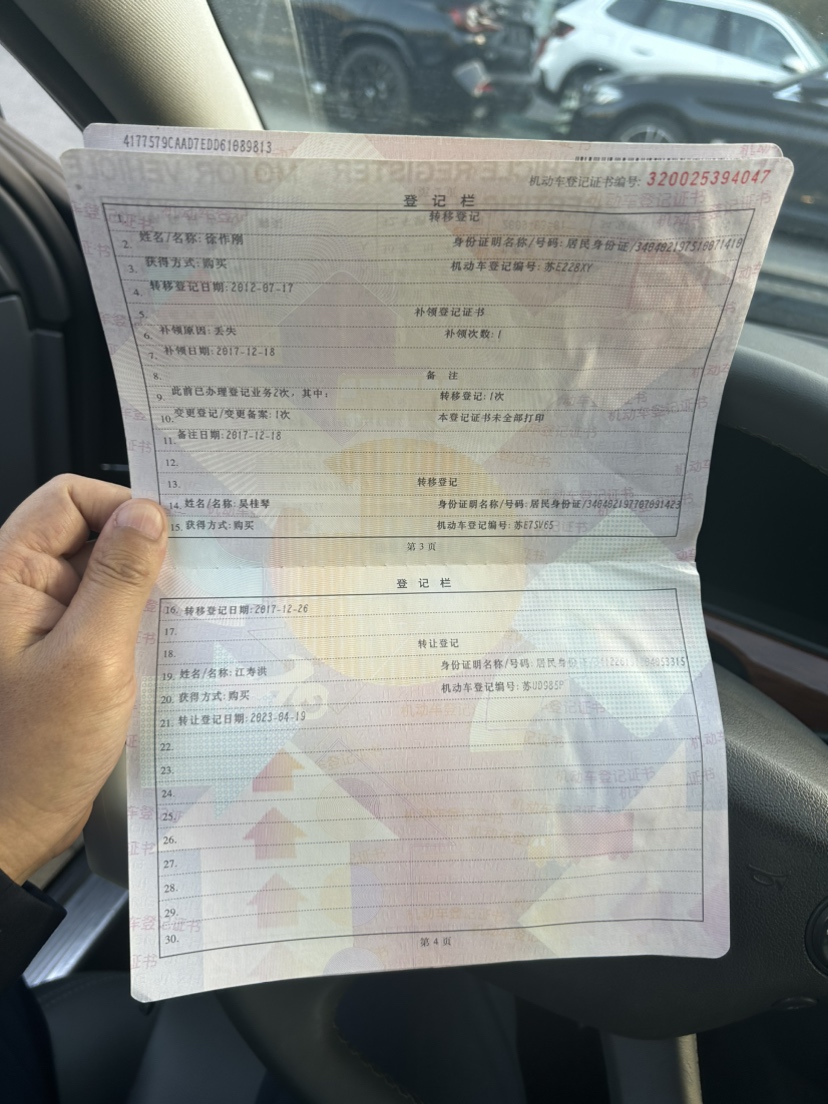 4177579CAAD7EDD61089813
机动车登记证书编号: 320025394047
登 记 栏
1. 转移登记
2. 姓名/名称: 徐作刚 身份证明名称/号码: 居民身份证/
3. 获得方式: 购买 机动车登记编号: 苏E228XY
4. 转移登记日期: 2012-07-17
5. 补领登记证书
6. 补领原因: 丢失 补领次数: 1
7. 补领日期: 2017-12-18
8. 备 注
9. 此前已办理登记业务2次，其中: 转移登记: 1次
10. 变更登记/变更备案: 1次 本登记证书未全部打印
11. 备注日期: 2017-12-18
12.
13. 转移登记
14. 姓名/名称: 吴桂琴 身份证明名称/号码: 居民身份证/
15. 获得方式: 购买 机动车登记编号: 苏E7SV65
第 3 页
登 记 栏
16. 转移登记日期: 2017-12-26
17.
18. 转让登记
19. 姓名/名称: 江寿洪 身份证明名称/号码: 居民身份证/
20. 获得方式: 购买 机动车登记编号:
21. 转让登记日期: 2023-04-19
22.
23.
24.
25.
26.
27.
28.
29.
30.
第 4 页